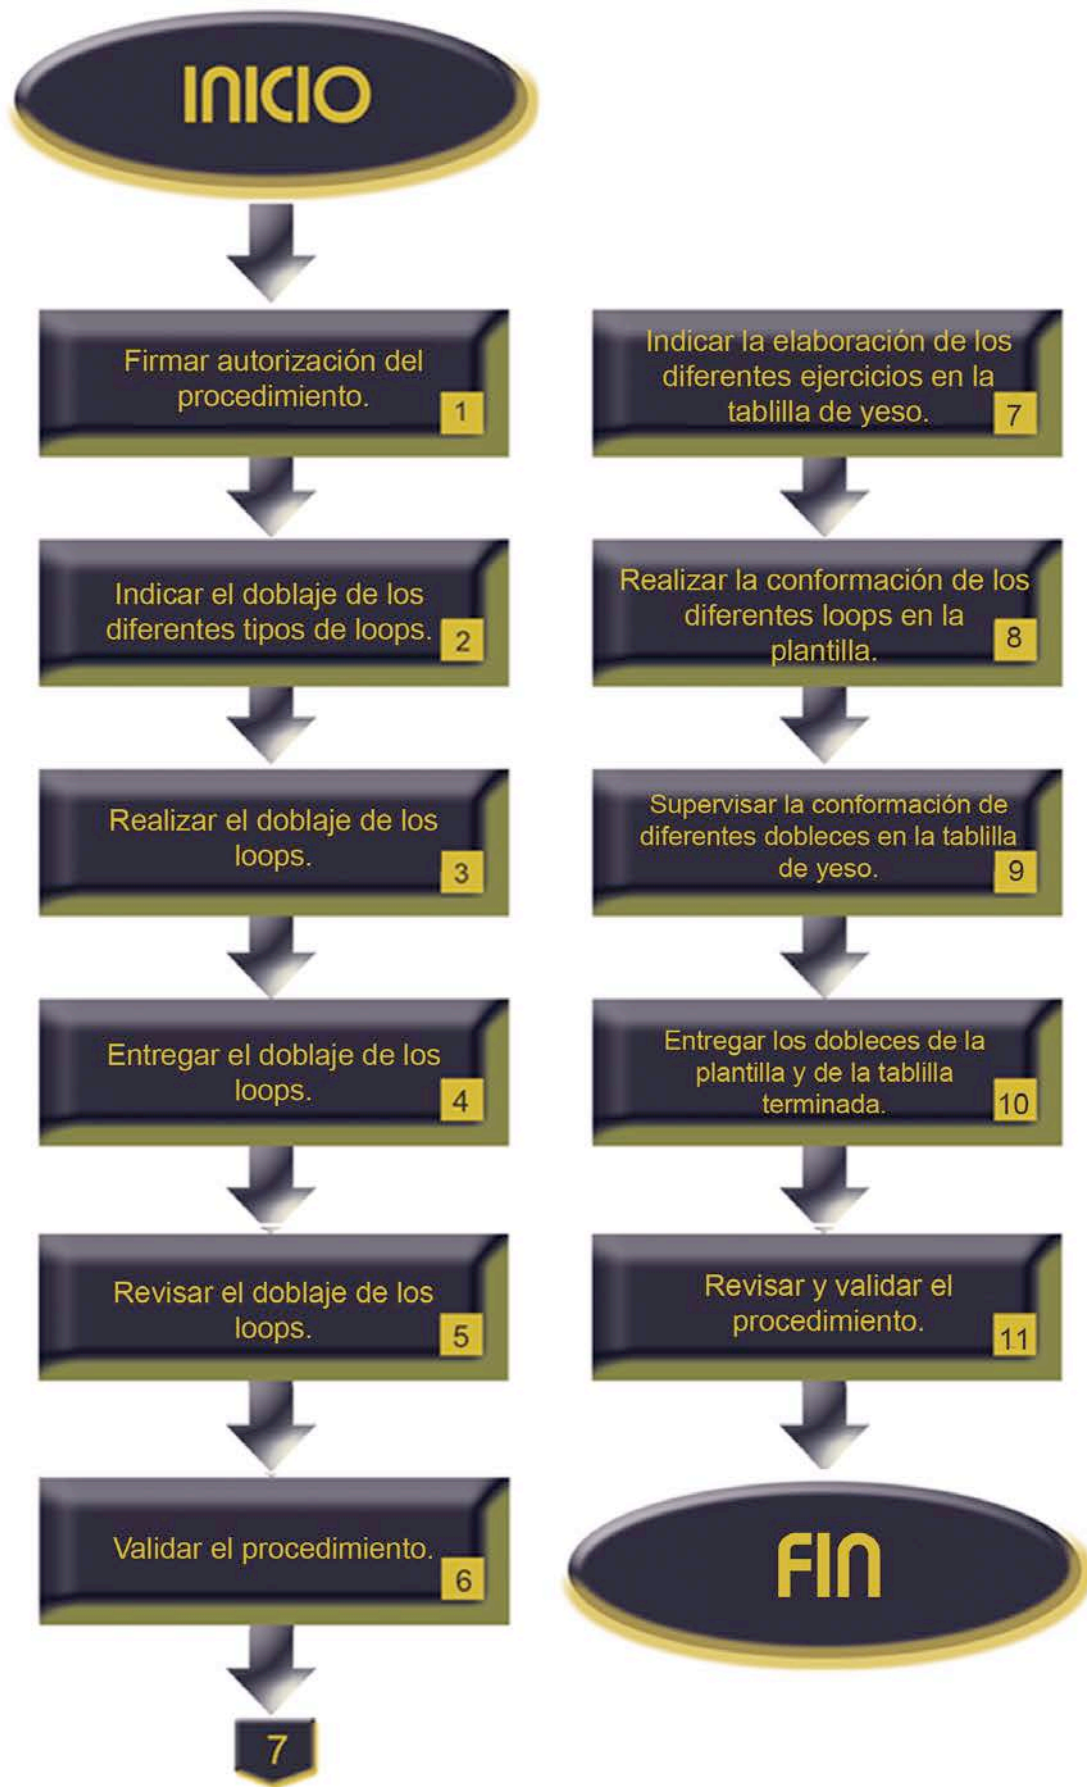 INICIO
Firmar autorización del
procedimiento.
1
Indicar el doblaje de los
diferentes tipos de loops.
2
Realizar el doblaje de los
loops.
3
Entregar el doblaje de los
loops.
4
Revisar el doblaje de los
loops.
5
Validar el procedimiento.
6
7
Indicar la elaboración de los
diferentes ejercicios en la
tablilla de yeso.
7
Realizar la conformación de los
diferentes loops en la
plantilla.
8
Supervisar la conformación de
diferentes dobleces en la tablilla
de yeso.
9
Entregar los dobleces de la
plantilla y de la tablilla
terminada.
10
Revisar y validar el
procedimiento.
11
FIN